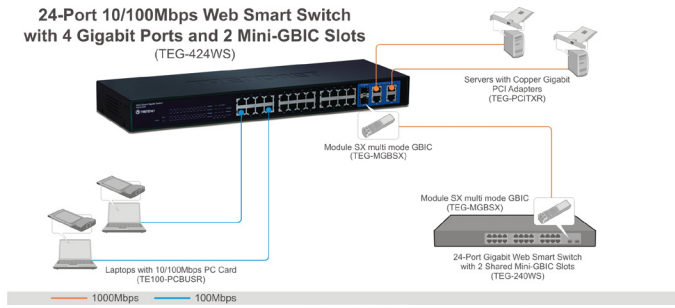 24-Port 10/100Mbps Web Smart Switch
with 4 Gigabit Ports and 2 Mini-GBIC Slots
(TEG-424WS)
TRENDNET
Servers with Copper Gigabit
PCI Adapters
(TEG-PCITXR)
Module SX multi mode GBIC
(TEG-MGBSX)
Module SX multi mode GBIC
(TEG-MGBSX)
24-Port Gigabit Web Smart Switch
with 2 Shared Mini-GBIC Slots
(TEG-240WS)
Laptops with 10/100Mbps PC Card
(TE100-PCBUSR)
1000Mbps
100Mbps